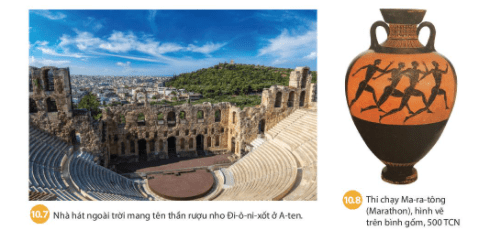 10.7 Nhà hát ngoài trời mang tên thần rượu nho Đi-ô-ni-xốt ở A-ten.
10.8 Thi chạy Ma-ra-tông
(Marathon), hình vẽ
trên bình gốm, 500 TCN